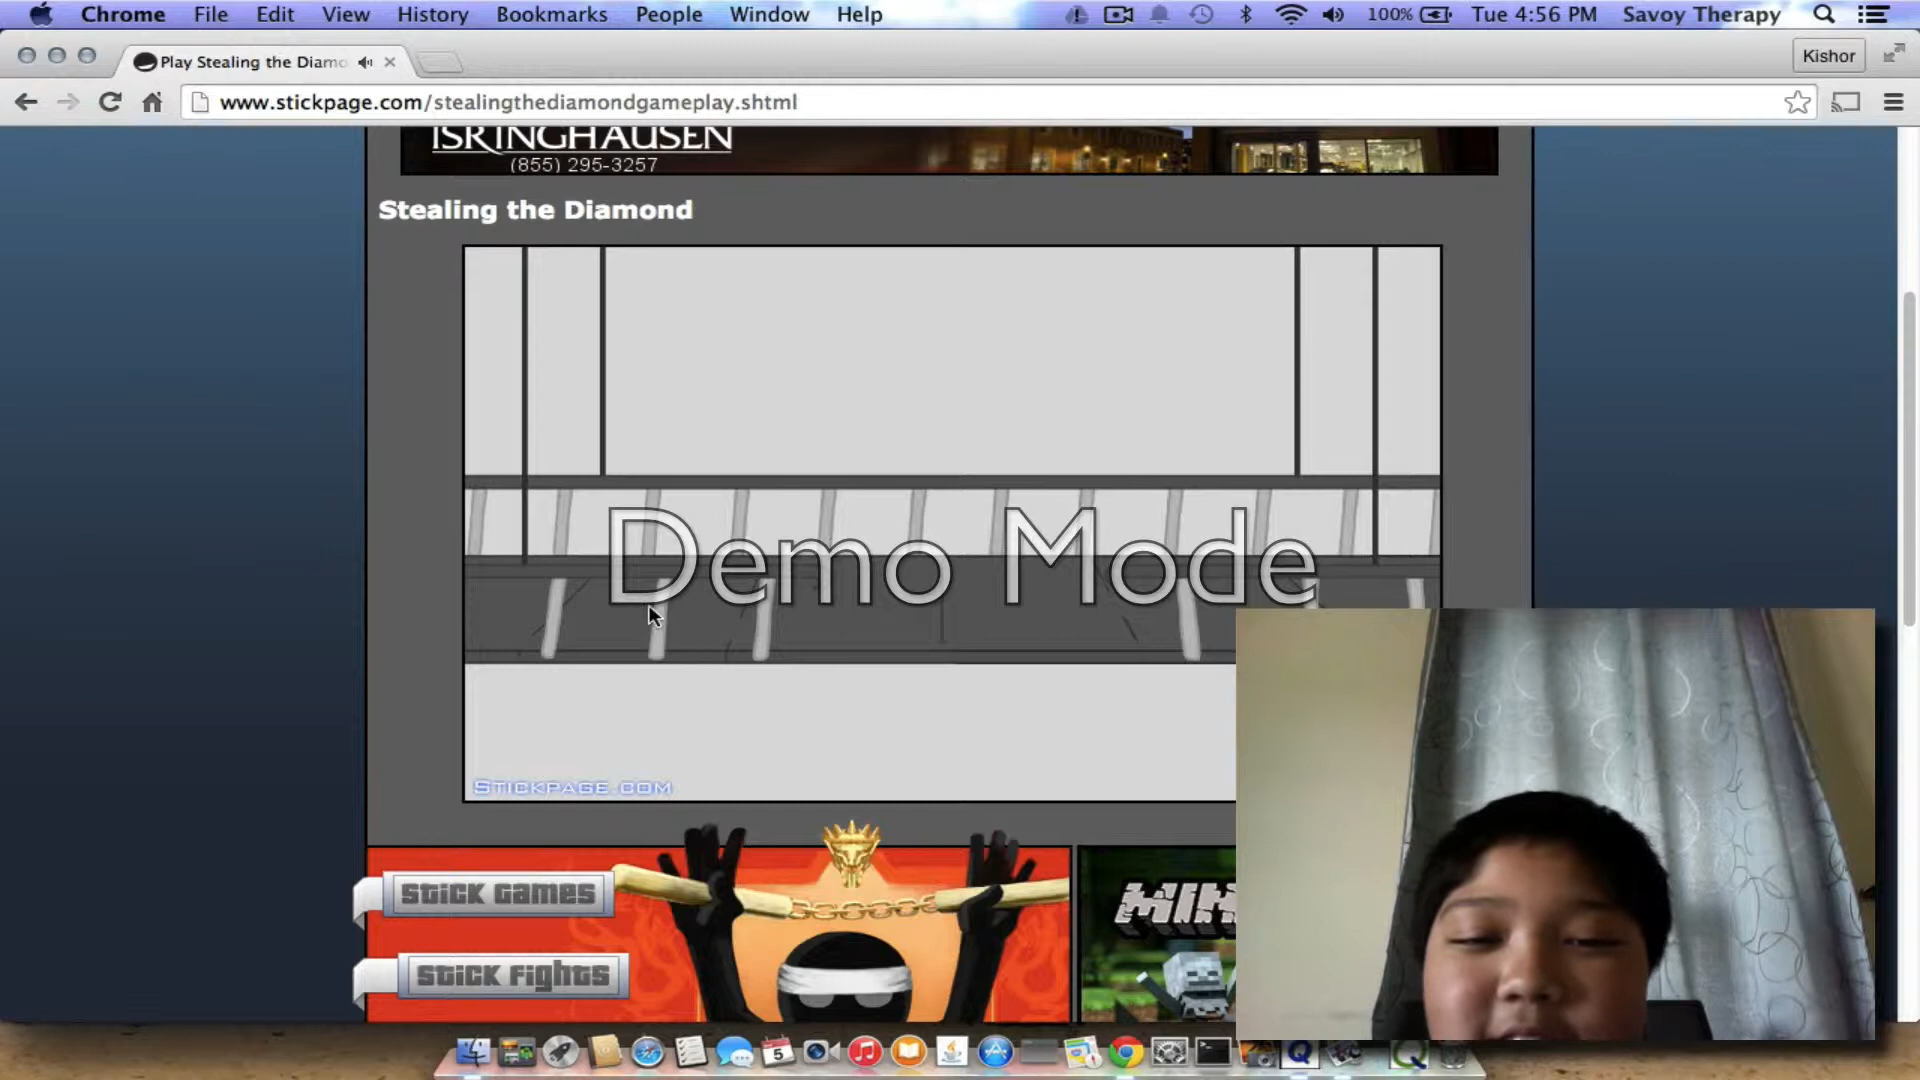 Chrome File Edit View History Bookmarks People Window Help 100% Tue 4:56 PM Savoy Therapy
Play Stealing the Diamo
Kishor
www.stickpage.com/stealingthediamondgameplay.shtml
ISRINGHAUSEN
(855) 295-3257
Stealing the Diamond
Demo Mode
STICKPAGE.COM
Stick Games
MIN
Stick Fights
5